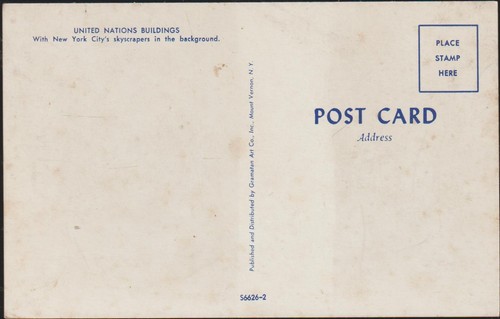 UNITED NATIONS BUILDINGS
With New York City's skyscrapers in the background.
Published and Distributed by Gramatan Art Co., Inc., Mount Vernon, N. Y.
S6626-2
PLACE
STAMP
HERE
POST CARD
Address